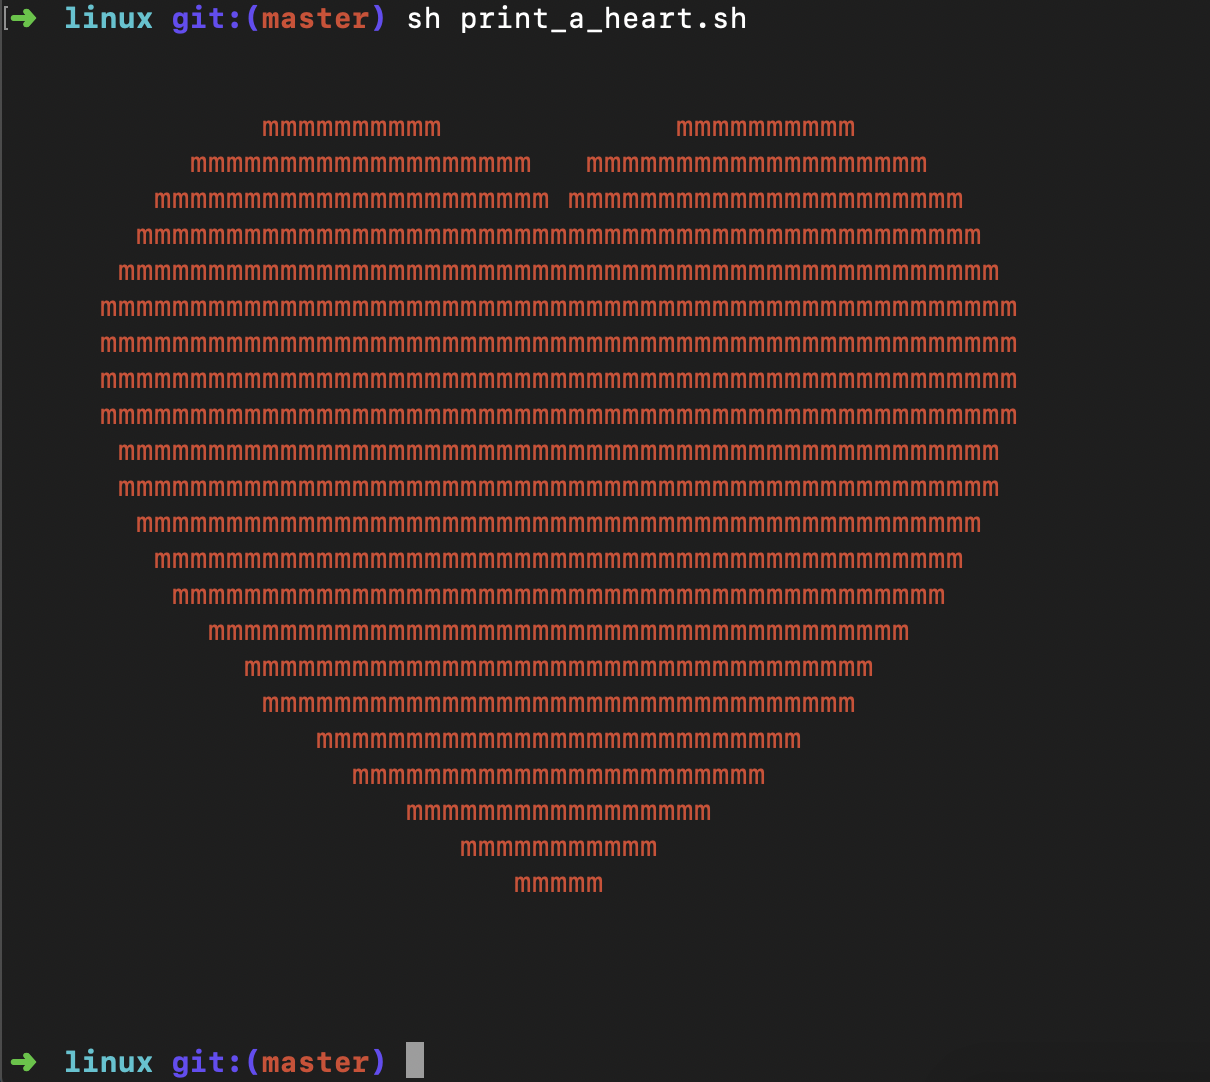 ➜ linux git:(master) sh print_a_heart.sh
mmmmmmmmmm mmmmmmmmmm
mmmmmmmmmmmmmmmmmmm mmmmmmmmmmmmmmmmmmm
mmmmmmmmmmmmmmmmmmmmmm mmmmmmmmmmmmmmmmmmmmmm
mmmmmmmmmmmmmmmmmmmmmmmmmmmmmmmmmmmmmmmmmmmmmmm
mmmmmmmmmmmmmmmmmmmmmmmmmmmmmmmmmmmmmmmmmmmmmmmmm
mmmmmmmmmmmmmmmmmmmmmmmmmmmmmmmmmmmmmmmmmmmmmmmmmmm
mmmmmmmmmmmmmmmmmmmmmmmmmmmmmmmmmmmmmmmmmmmmmmmmmmm
mmmmmmmmmmmmmmmmmmmmmmmmmmmmmmmmmmmmmmmmmmmmmmmmmmm
mmmmmmmmmmmmmmmmmmmmmmmmmmmmmmmmmmmmmmmmmmmmmmmmmmm
mmmmmmmmmmmmmmmmmmmmmmmmmmmmmmmmmmmmmmmmmmmmmmmmm
mmmmmmmmmmmmmmmmmmmmmmmmmmmmmmmmmmmmmmmmmmmmmmmmm
mmmmmmmmmmmmmmmmmmmmmmmmmmmmmmmmmmmmmmmmmmmmmmm
mmmmmmmmmmmmmmmmmmmmmmmmmmmmmmmmmmmmmmmmmmmmm
mmmmmmmmmmmmmmmmmmmmmmmmmmmmmmmmmmmmmmmmmmm
mmmmmmmmmmmmmmmmmmmmmmmmmmmmmmmmmmmmmmm
mmmmmmmmmmmmmmmmmmmmmmmmmmmmmmmmmmm
mmmmmmmmmmmmmmmmmmmmmmmmmmmmmmmmm
mmmmmmmmmmmmmmmmmmmmmmmmmmm
mmmmmmmmmmmmmmmmmmmmmmm
mmmmmmmmmmmmmmmmm
mmmmmmmmmmm
mmmmm
➜ linux git:(master)